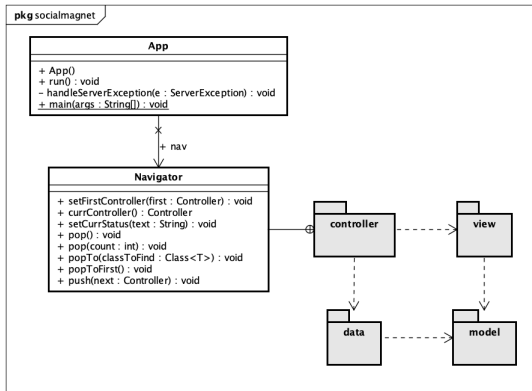 pkg socialmagnet
App
+ App()
+ run() : void
– handleServerException(e : ServerException) : void
+ main(args : String[]) : void
+ nav
Navigator
+ setFirstController(first : Controller) : void
+ currController() : Controller
+ setCurrStatus(text : String) : void
+ pop() : void
+ pop(count : int) : void
+ popTo(classToFind : Class<T>) : void
+ popToFirst() : void
+ push(next : Controller) : void
controller
view
data
model